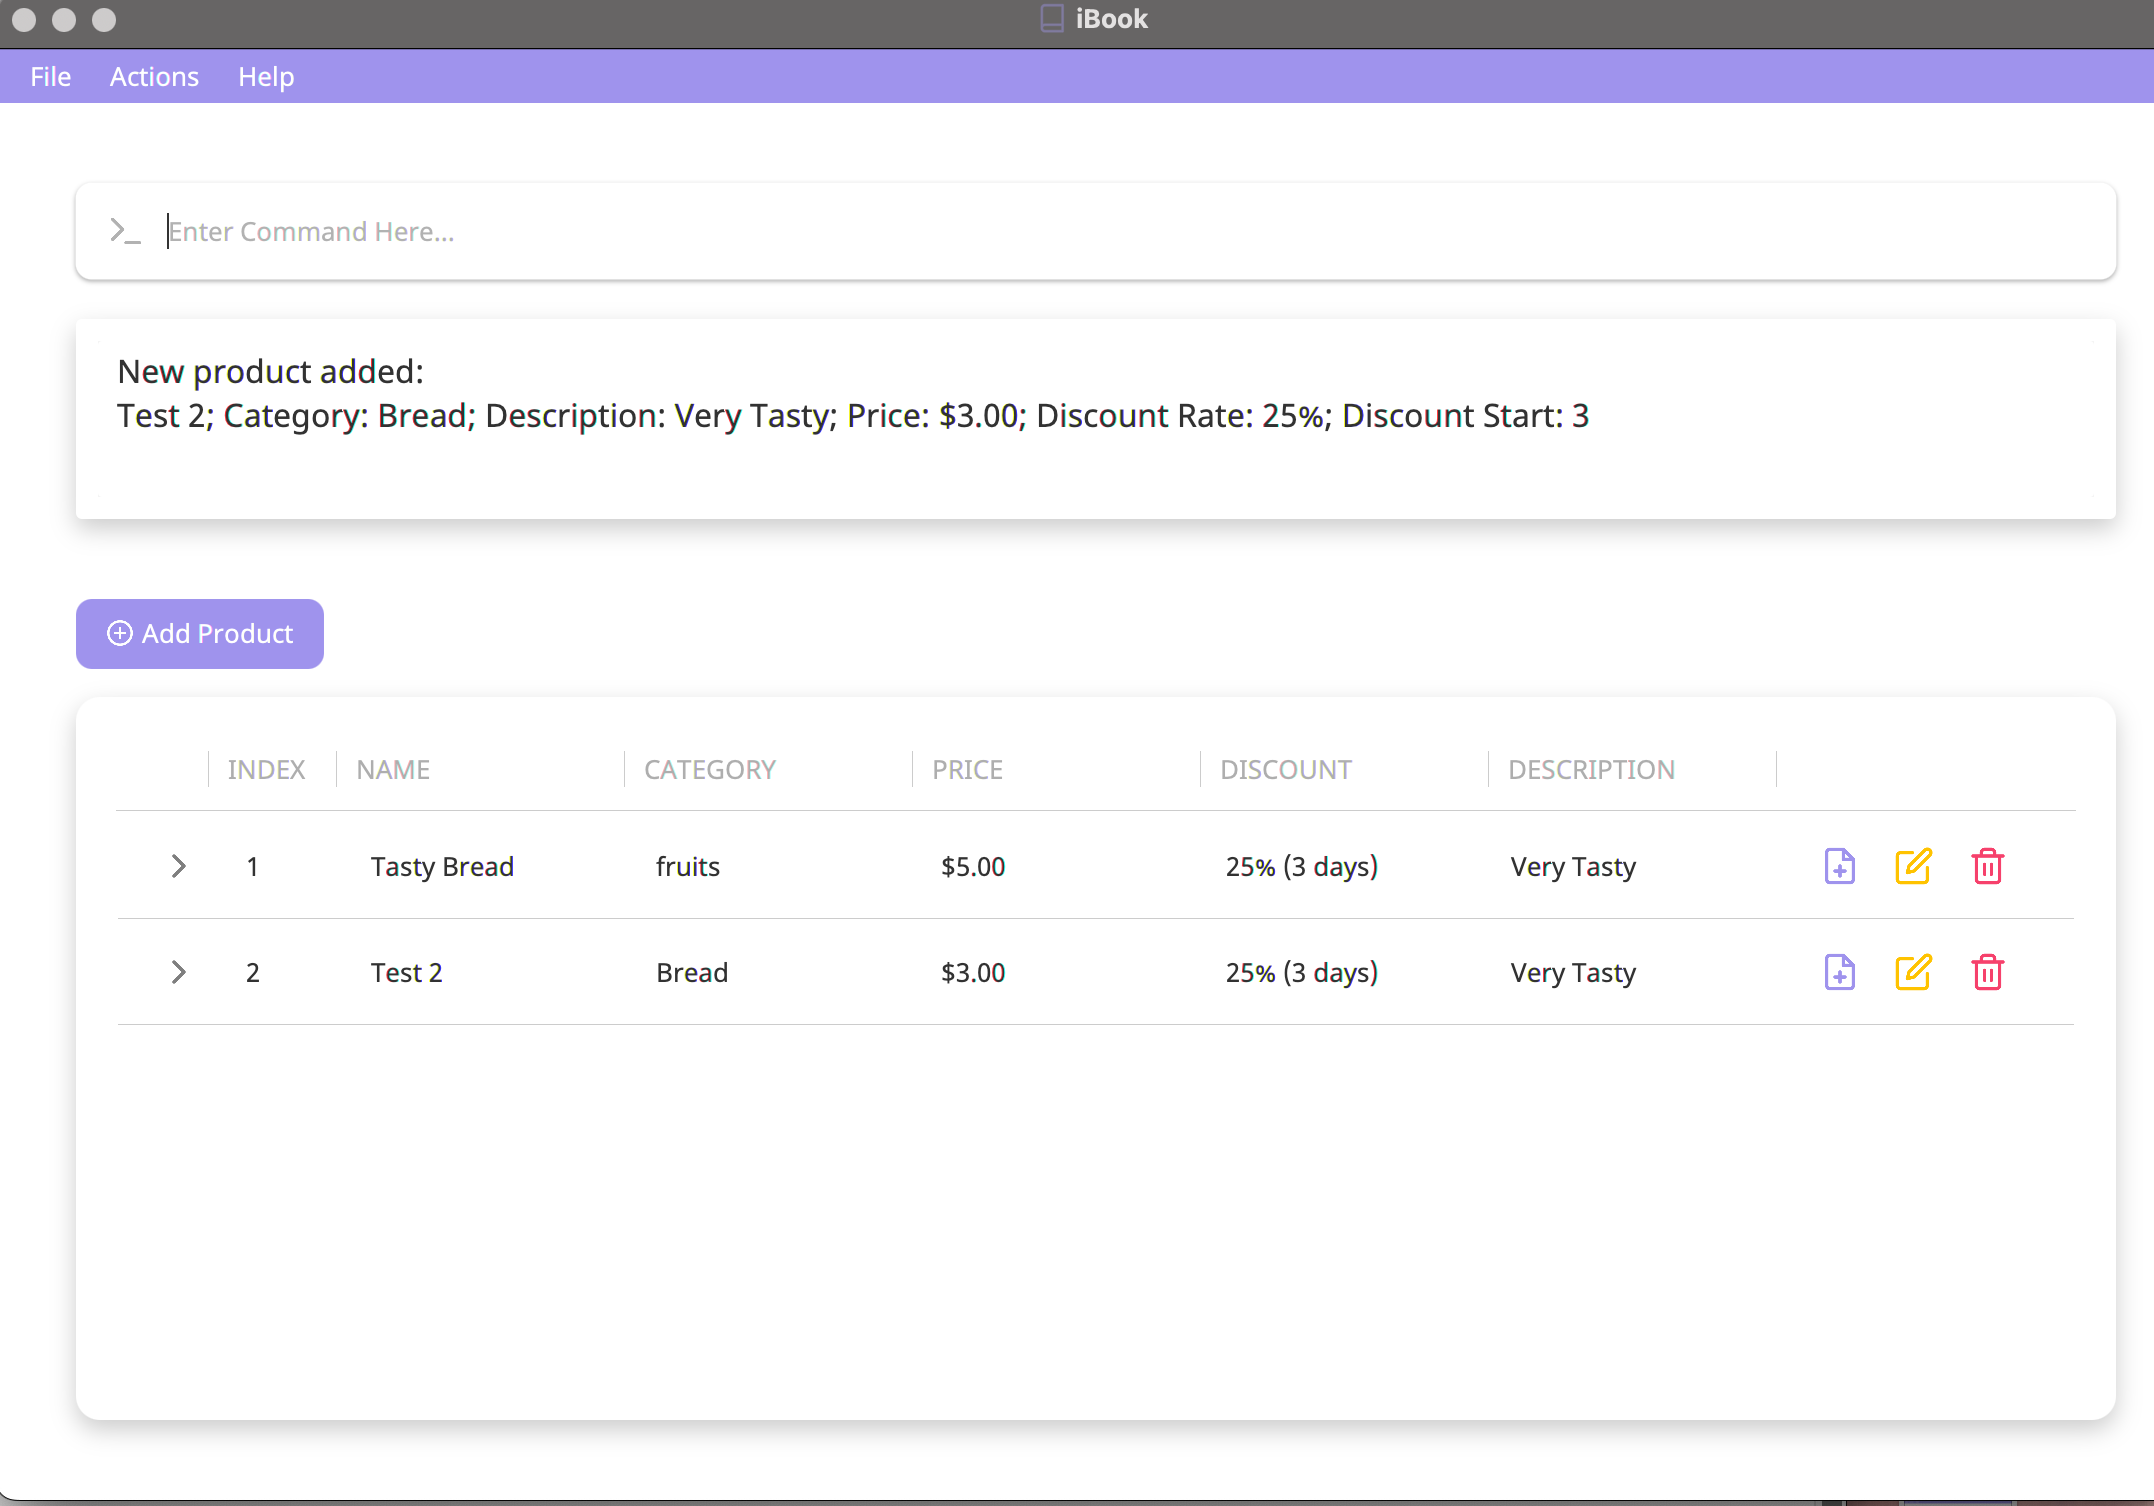 iBook
File Actions Help
Enter Command Here...
New product added:
Test 2; Category: Bread; Description: Very Tasty; Price: $3.00; Discount Rate: 25%; Discount Start: 3
Add Product
INDEX NAME CATEGORY PRICE DISCOUNT DESCRIPTION
1 Tasty Bread fruits $5.00 25% (3 days) Very Tasty
2 Test 2 Bread $3.00 25% (3 days) Very Tasty